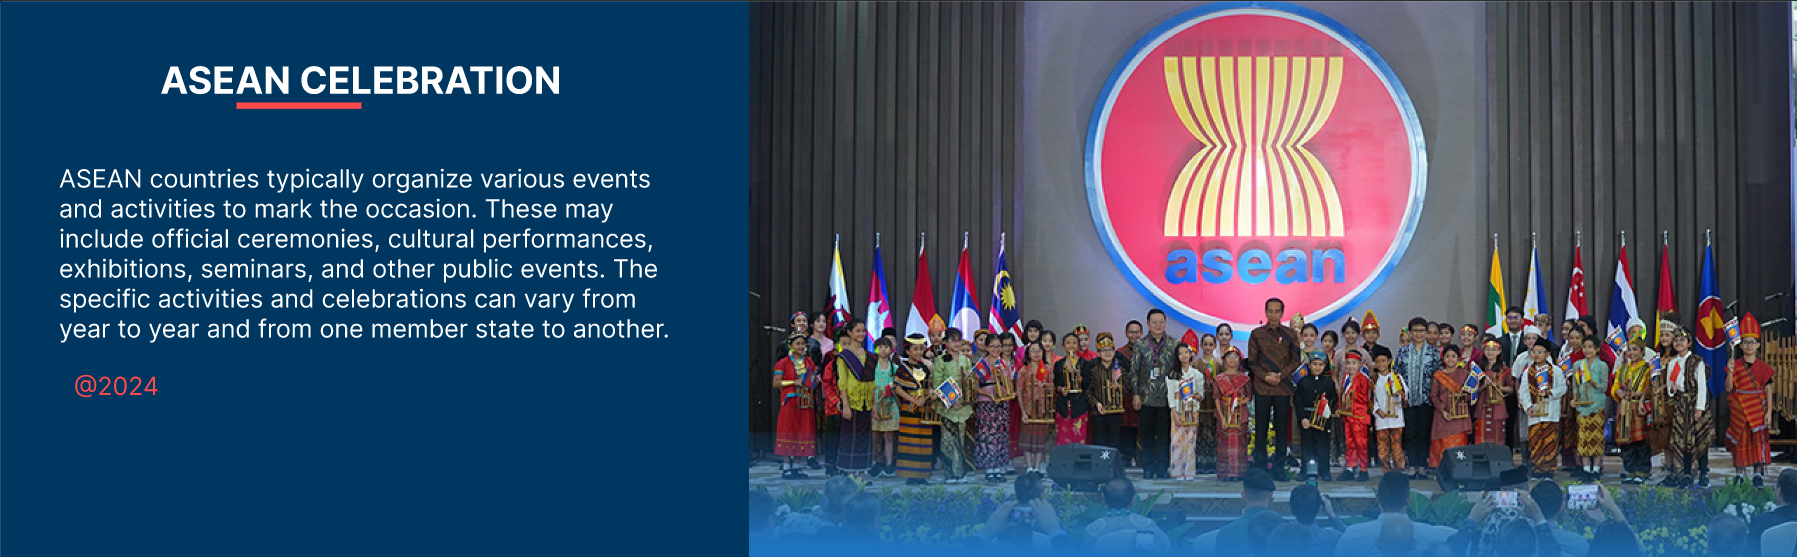 ASEAN CELEBRATION
ASEAN countries typically organize various events
and activities to mark the occasion. These may
include official ceremonies, cultural performances,
exhibitions, seminars, and other public events. The
specific activities and celebrations can vary from
year to year and from one member state to another.
@2024
asean